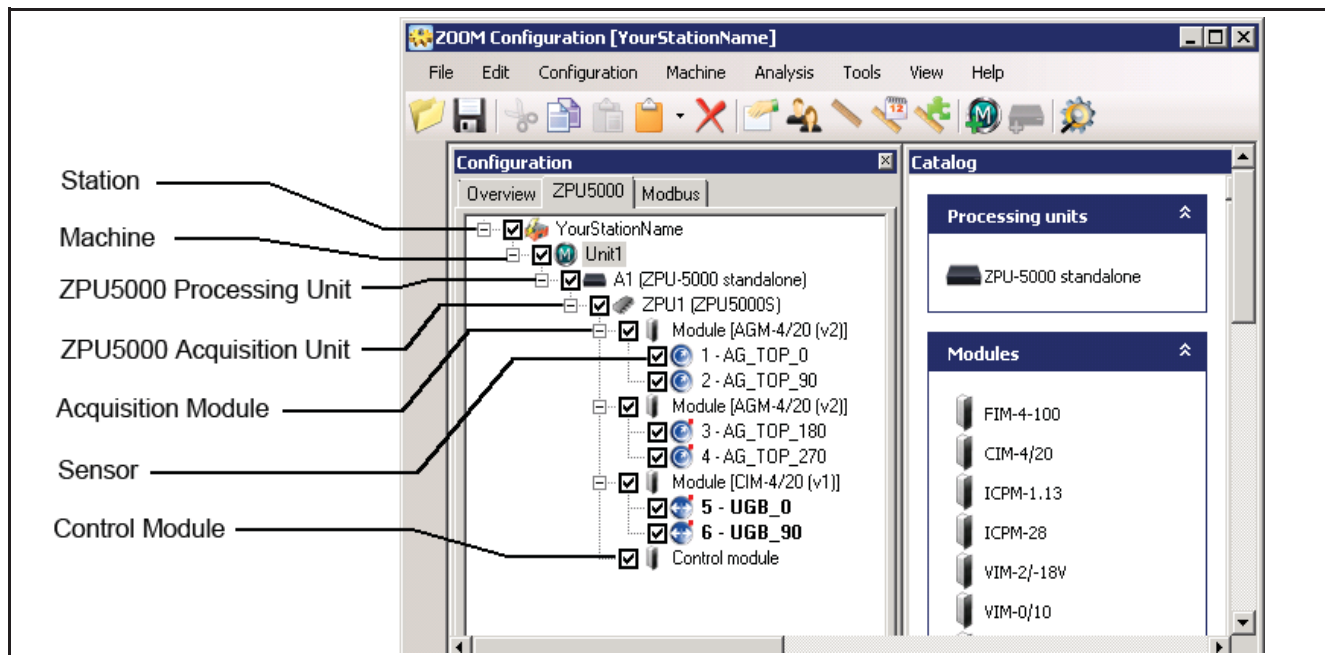 ZOOM Configuration [YourStationName]
File Edit Configuration Machine Analysis Tools View Help
12
M
Configuration
Overview ZPU5000 Modbus
YourStationName
M Unit1
A1 (ZPU-5000 standalone)
ZPU1 (ZPU5000S)
Module [AGM-4/20 (v2)]
1 - AG_TOP_0
2 - AG_TOP_90
Module [AGM-4/20 (v2)]
3 - AG_TOP_180
4 - AG_TOP_270
Module [CIM-4/20 (v1)]
5 - UGB_0
6 - UGB_90
Control module
Station
Machine
ZPU5000 Processing Unit
ZPU5000 Acquisition Unit
Acquisition Module
Sensor
Control Module
Catalog
Processing units
ZPU-5000 standalone
Modules
FIM-4-100
CIM-4/20
ICPM-1.13
ICPM-28
VIM-2/-18V
VIM-0/10